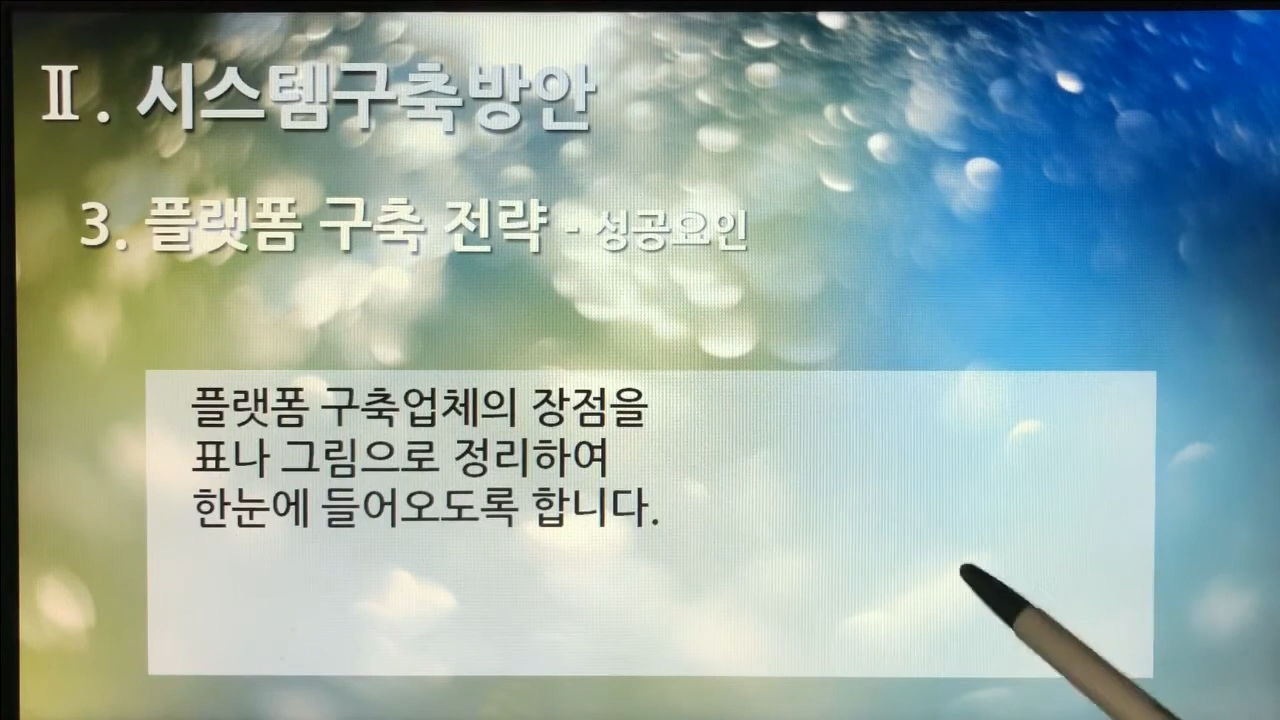 Ⅱ. 시스템구축방안
3. 플랫폼 구축 전략 - 성공요인
플랫폼 구축업체의 장점을
표나 그림으로 정리하여
한눈에 들어오도록 합니다.